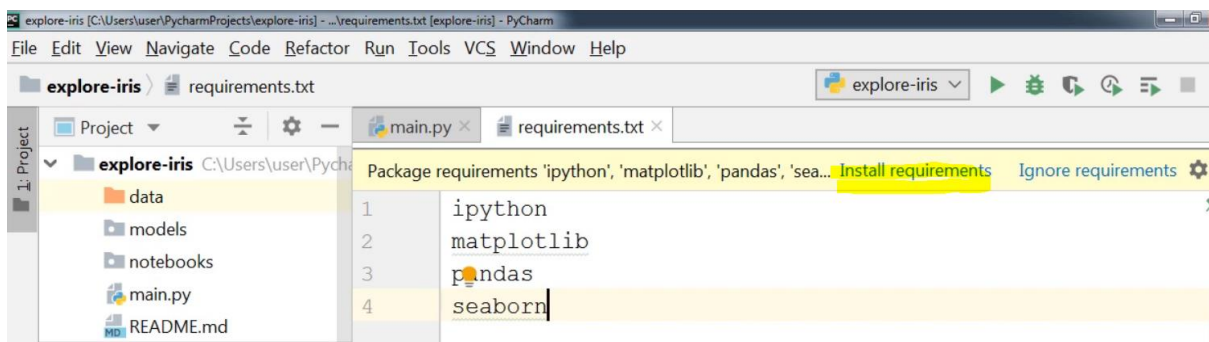 explore-iris [C:\Users\user\PycharmProjects\explore-iris] - ...\requirements.txt [explore-iris] - PyCharm
File Edit View Navigate Code Refactor Run Tools VCS Window Help
explore-iris requirements.txt explore-iris
1: Project Project main.py requirements.txt
explore-iris C:\Users\user\Pycha
Package requirements 'ipython', 'matplotlib', 'pandas', 'sea... Install requirements Ignore requirements
data
models
notebooks
main.py
MD README.md
1 ipython
2 matplotlib
3 pandas
4 seaborn